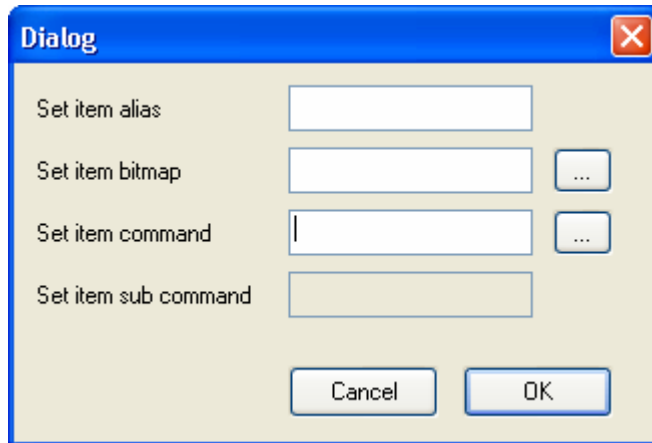 Dialog
Set item alias
Set item bitmap ...
Set item command ...
Set item sub command
Cancel OK